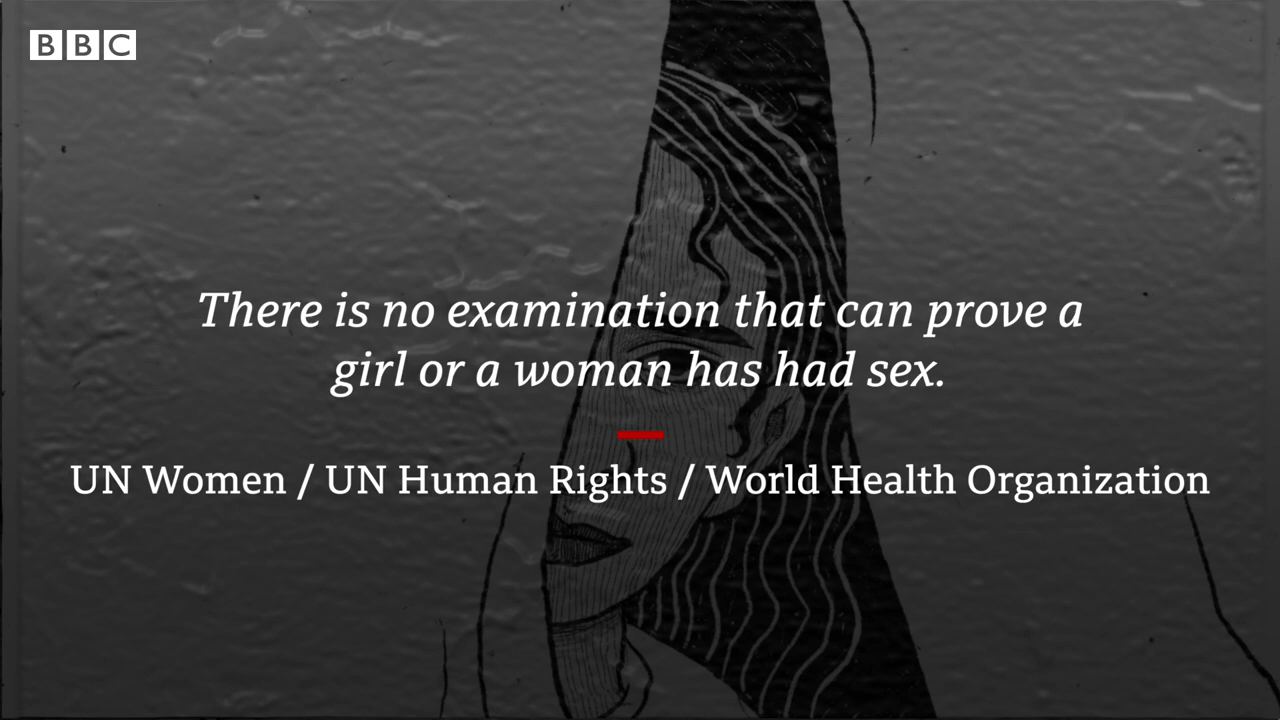 BBC
There is no examination that can prove a
girl or a woman has had sex.
UN Women / UN Human Rights / World Health Organization